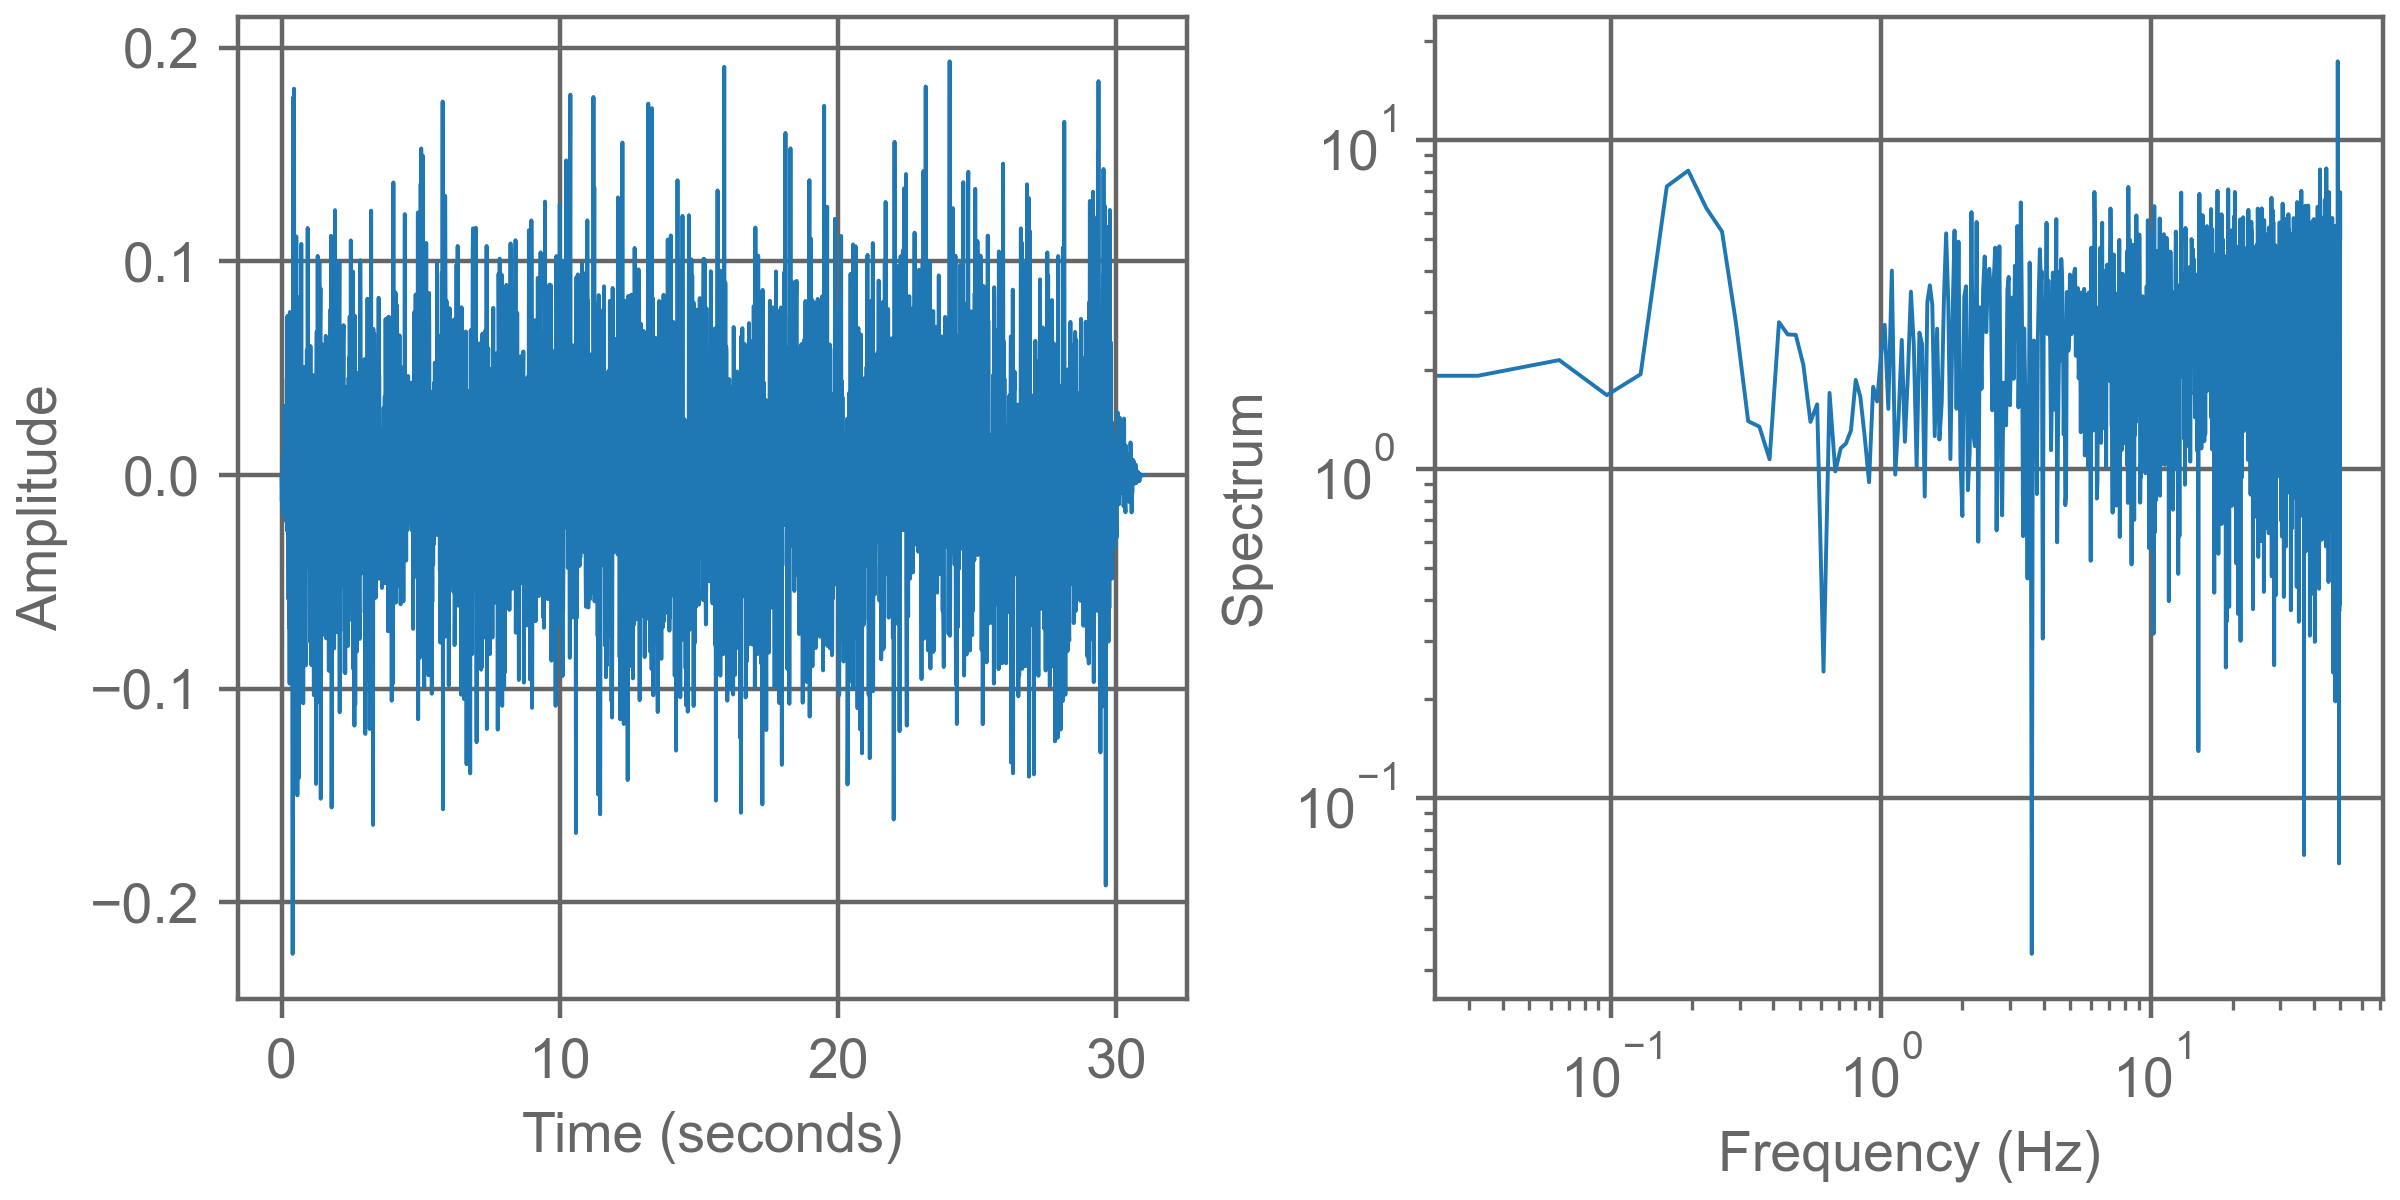 0.2
0.1
0.0
−0.1
−0.2
Amplitude
0 10 20 30
Time (seconds)
10^1
10^0
10^−1
Spectrum
10^−1 10^0 10^1
Frequency (Hz)